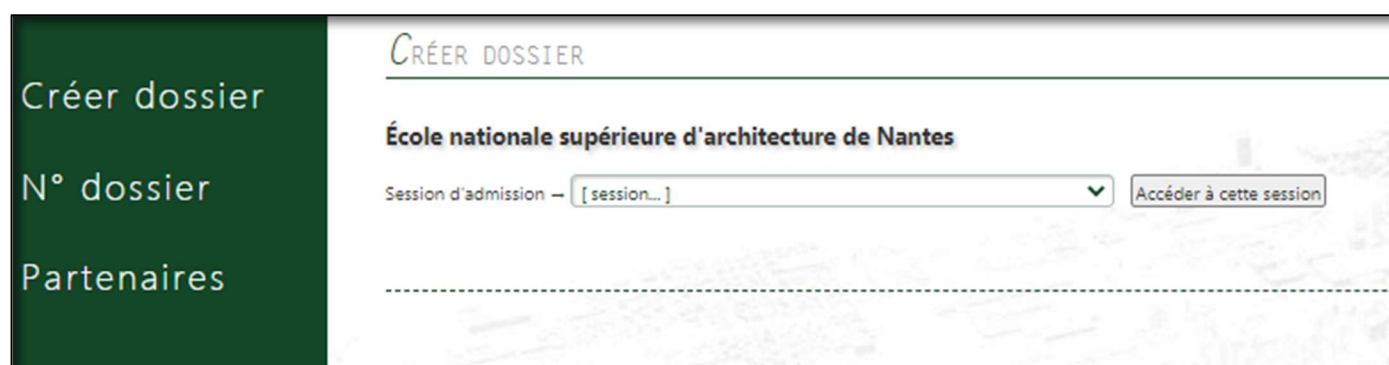 Créer dossier
N° dossier
Partenaires
CRÉER DOSSIER
École nationale supérieure d'architecture de Nantes
Session d'admission → [ session... ] Accéder à cette session